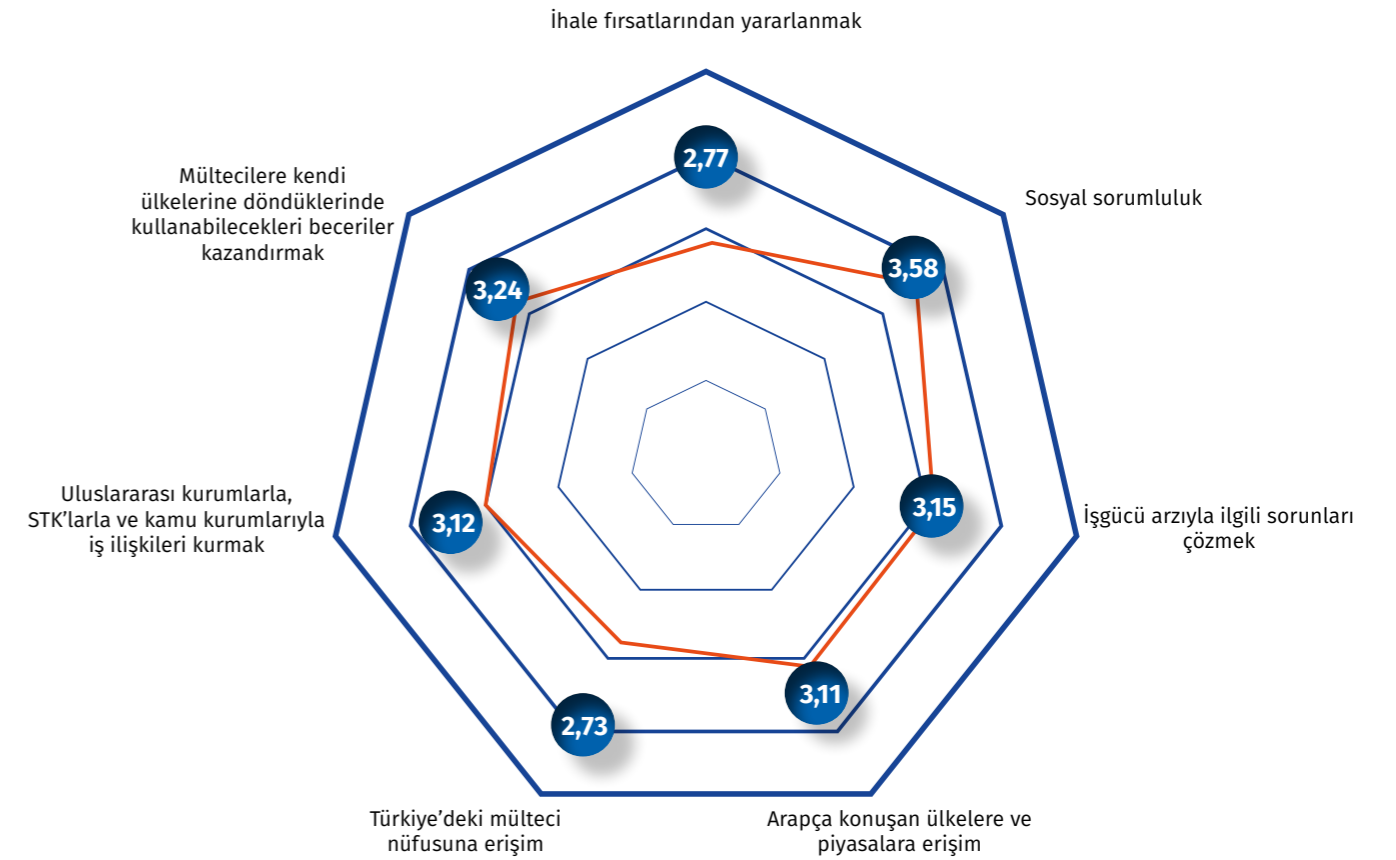 İhale fırsatlarından yararlanmak
2,77
Sosyal sorumluluk
3,58
İşgücü arzıyla ilgili sorunları
çözmek
3,15
Arapça konuşan ülkelere ve
piyasalara erişim
3,11
Türkiye’deki mülteci
nüfusuna erişim
2,73
Uluslararası kurumlarla,
STK’larla ve kamu kurumlarıyla
iş ilişkileri kurmak
3,12
Mültecilere kendi
ülkelerine döndüklerinde
kullanabilecekleri beceriler
kazandırmak
3,24